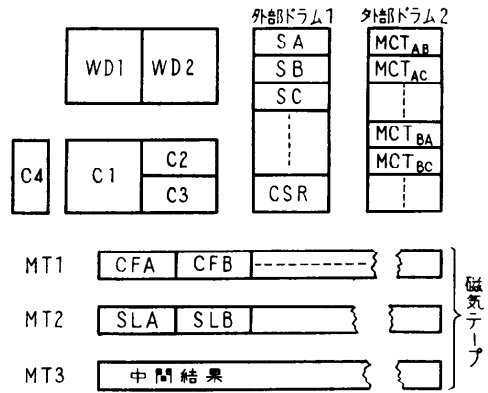 外部ドラム1
外部ドラム2
WD1
WD2
SA
SB
SC
CSR
MCTAB
MCTAC
MCTBA
MCTBC
C4
C1
C2
C3
MT1
CFA
CFB
MT2
SLA
SLB
MT3
中間結果
磁気テープ